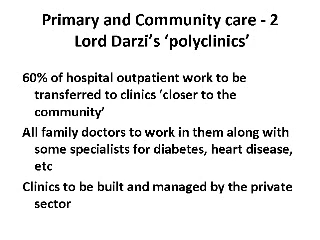 Primary and Community care - 2
Lord Darzi's 'polyclinics'
60% of hospital outpatient work to be
transferred to clinics 'closer to the
community'
All family doctors to work in them along with
some specialists for diabetes, heart disease,
etc
Clinics to be built and managed by the private
sector